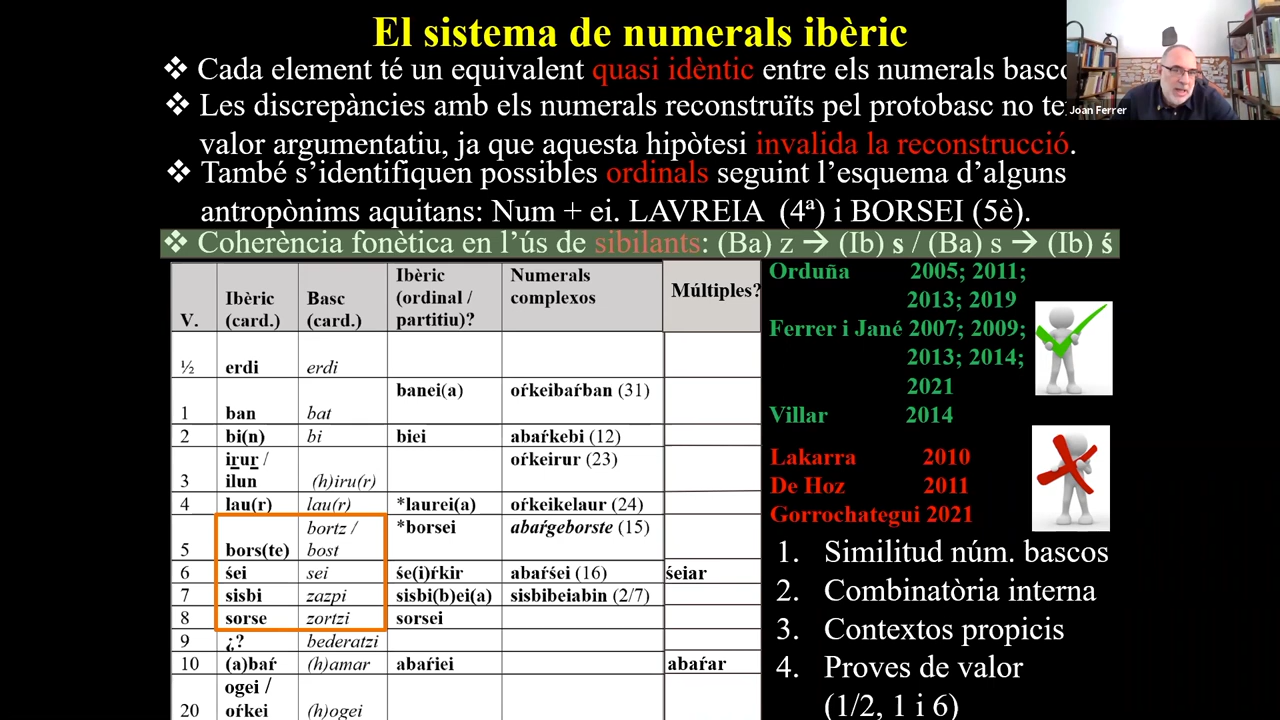 El sistema de numerals ibèric
❖ Cada element té un equivalent quasi idèntic entre els numerals
❖ Les discrepàncies amb els numerals reconstruïts pel protobasc no
valor argumentatiu, ja que aquesta hipòtesi invalida la reconstrucció.
❖ També s’identifiquen possibles ordinals seguint l’esquema d’alguns
antropònims aquitans: Num + ei. LAVREIA (4ª) i BORSEI (5è).
❖ Coherència fonètica en l’ús de sibilants: (Ba) z → (Ib) s / (Ba) s → (Ib) ś
Joan Ferrer
V. Ibèric (card.) Basc (card.) Ibèric (ordinal / partitiu)? Numerals complexos Múltiples?
½ erdi erdi
1 ban bat banei(a) oŕkeibaŕban (31)
2 bi(n) bi biei abaŕkebi (12)
3 irur / ilun (h)iru(r) oŕkeirur (23)
4 lau(r) lau(r) *laurei(a) oŕkeikelaur (24)
5 bors(te) bortz / bost *borsei abaŕgeborste (15)
6 śei sei śe(i)ŕkir abaŕśei (16) śeiar
7 sisbi zazpi sisbi(b)ei(a) sisbibeiabin (2/7)
8 sorse zortzi sorsei
9 ¿? bederatzi
10 (a)baŕ (h)amar abaŕiei abaŕar
20 ogei / oŕkei (h)ogei
Orduña 2005; 2011;
2013; 2019
Ferrer i Jané 2007; 2009;
2013; 2014;
2021
Villar 2014
Lakarra 2010
De Hoz 2011
Gorrochategui 2021
1. Similitud núm. bascos
2. Combinatòria interna
3. Contextos propicis
4. Proves de valor
(1/2, 1 i 6)